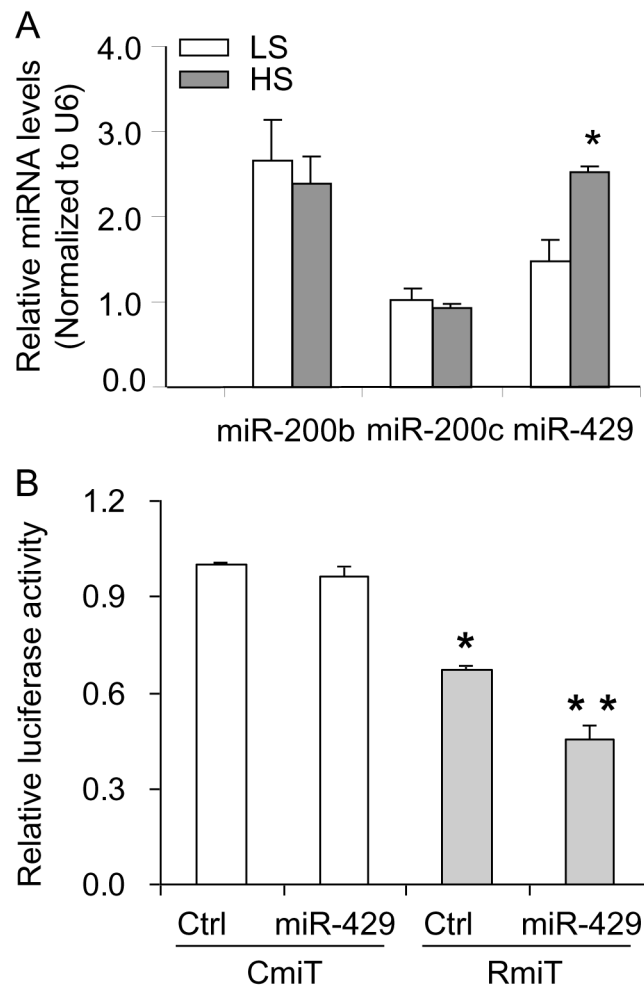 A
LS
HS
Relative miRNA levels
(Normalized to U6)
4.0
3.0
2.0
1.0
0.0
*
miR-200b miR-200c miR-429
B
Relative luciferase activity
1.2
0.9
0.6
0.3
0.0
*
* *
Ctrl miR-429 Ctrl miR-429
CmiT RmiT